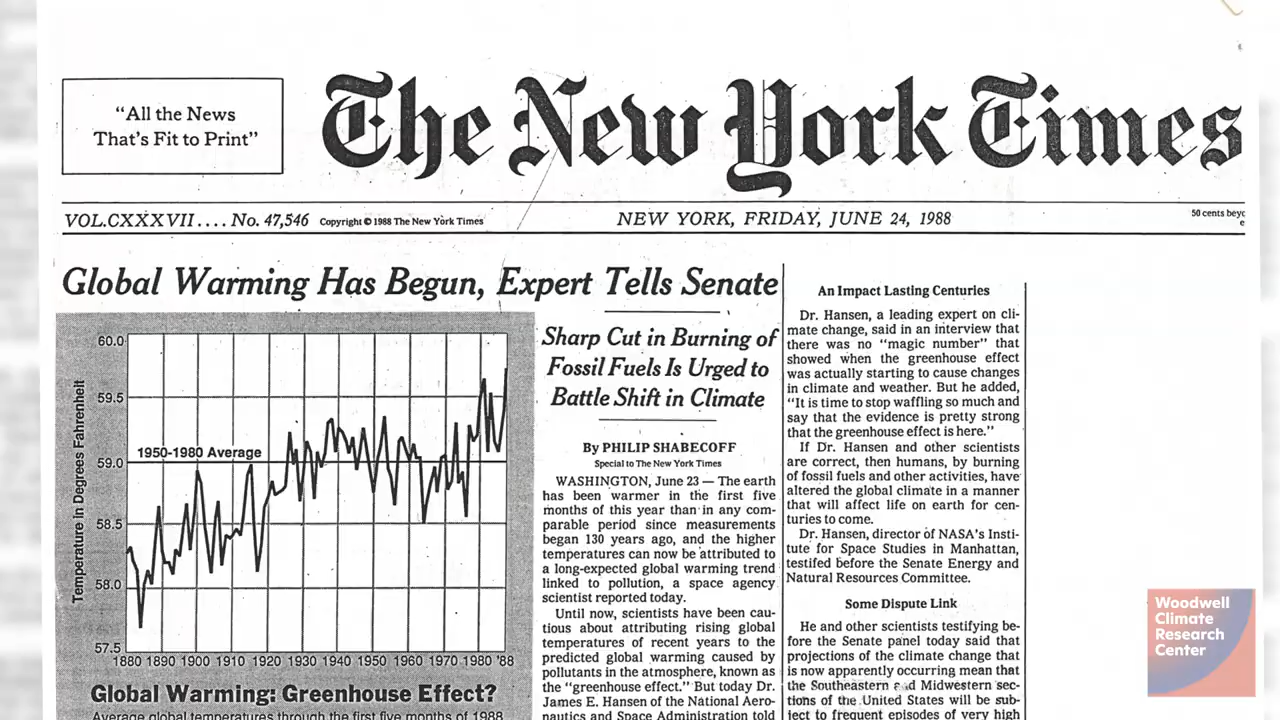 “All the News
That’s Fit to Print”
The New York Times
VOL.CXXXVII.... No. 47,546
Copyright © 1988 The New York Times
NEW YORK, FRIDAY, JUNE 24, 1988
50 cents
Global Warming Has Begun, Expert Tells Senate
60.0
59.5
59.0
58.5
58.0
57.5
Temperature in Degrees Fahrenheit
1950-1980 Average
1880 1890 1900 1910 1920 1930 1940 1950 1960 1970 1980 '88
Global Warming: Greenhouse Effect?
Average global temperatures through the first five months of 1988
Sharp Cut in Burning of
Fossil Fuels Is Urged to
Battle Shift in Climate
By PHILIP SHABECOFF
Special to The New York Times
WASHINGTON, June 23 — The earth
has been warmer in the first five
months of this year than in any com-
parable period since measurements
began 130 years ago, and the higher
temperatures can now be attributed to
a long-expected global warming trend
linked to pollution, a space agency
scientist reported today.
Until now, scientists have been cau-
tious about attributing rising global
temperatures of recent years to the
predicted global warming caused by
pollutants in the atmosphere, known as
the “greenhouse effect.” But today Dr.
James E. Hansen of the National Aero-
nautics and Space Administration told
An Impact Lasting Centuries
Dr. Hansen, a leading expert on cli-
mate change, said in an interview that
there was no “magic number” that
showed when the greenhouse effect
was actually starting to cause changes
in climate and weather. But he added,
“It is time to stop waffling so much and
say that the evidence is pretty strong
that the greenhouse effect is here.”
If Dr. Hansen and other scientists
are correct, then humans, by burning
of fossil fuels and other activities, have
altered the global climate in a manner
that will affect life on earth for cen-
turies to come.
Dr. Hansen, director of NASA’s Insti-
tute for Space Studies in Manhattan,
testifed before the Senate Energy and
Natural Resources Committee.
Some Dispute Link
He and other scientists testifying be-
fore the Senate panel today said that
projections of the climate change that
is now apparently occurring mean that
the Southeastern and Midwestern sec-
tions of the United States will be sub-
ject to frequent episodes of very high
Woodwell
Climate
Research
Center